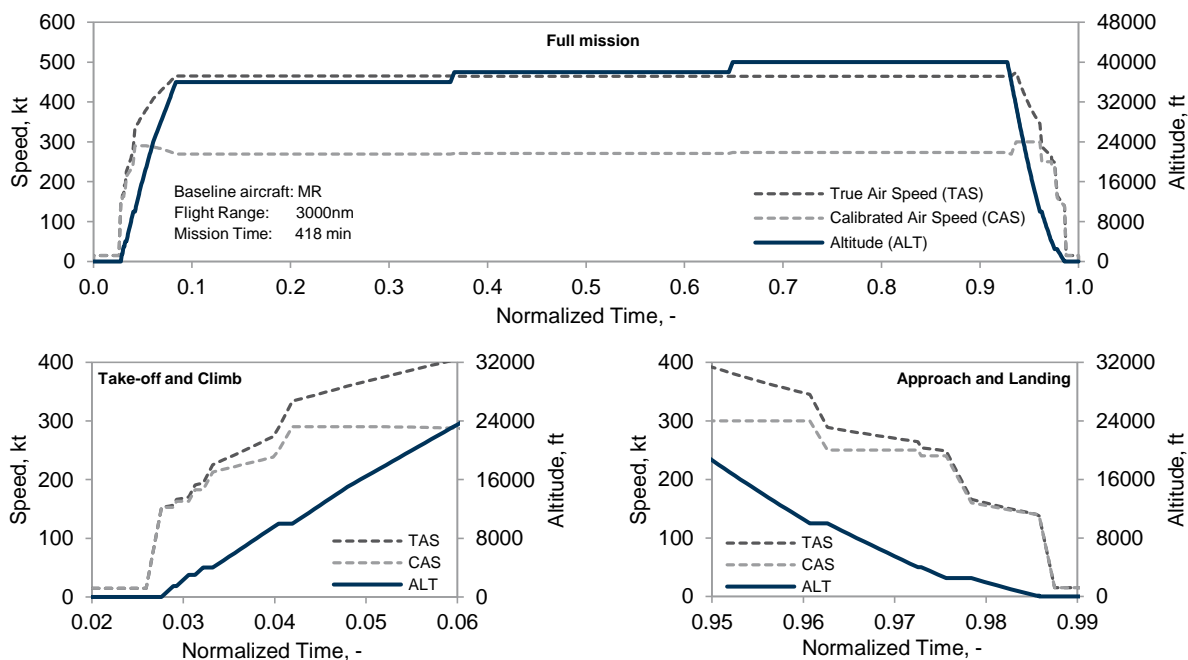 Full mission
600
500
400
300
200
100
0
Speed, kt
48000
40000
32000
24000
16000
8000
0
Altitude, ft
Baseline aircraft: MR
Flight Range: 3000nm
Mission Time: 418 min
True Air Speed (TAS)
Calibrated Air Speed (CAS)
Altitude (ALT)
0.0 0.1 0.2 0.3 0.4 0.5 0.6 0.7 0.8 0.9 1.0
Normalized Time, -
Take-off and Climb
400
300
200
100
0
Speed, kt
32000
24000
16000
8000
0
Altitude, ft
TAS
CAS
ALT
0.02 0.03 0.04 0.05 0.06
Normalized Time, -
Approach and Landing
400
300
200
100
0
Speed, kt
32000
24000
16000
8000
0
Altitude, ft
TAS
CAS
ALT
0.95 0.96 0.97 0.98 0.99
Normalized Time, -